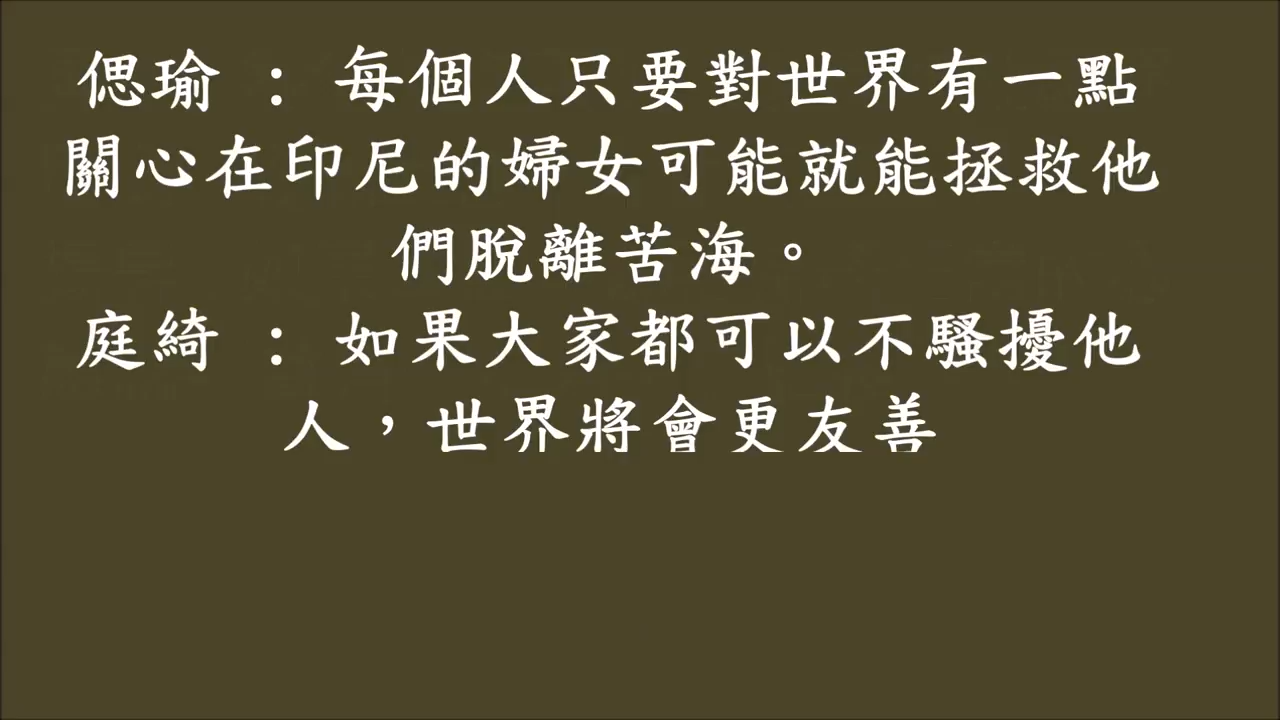 偲瑜 : 每個人只要對世界有一點
關心在印尼的婦女可能就能拯救他
們脫離苦海。
庭綺 : 如果大家都可以不騷擾他
人，世界將會更友善